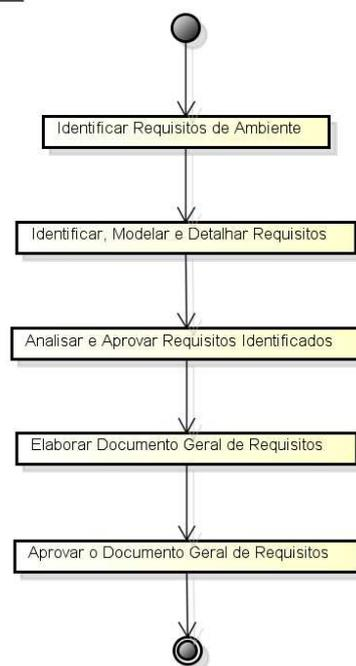 Identificar Requisitos de Ambiente
Identificar, Modelar e Detalhar Requisitos
Analisar e Aprovar Requisitos Identificados
Elaborar Documento Geral de Requisitos
Aprovar o Documento Geral de Requisitos